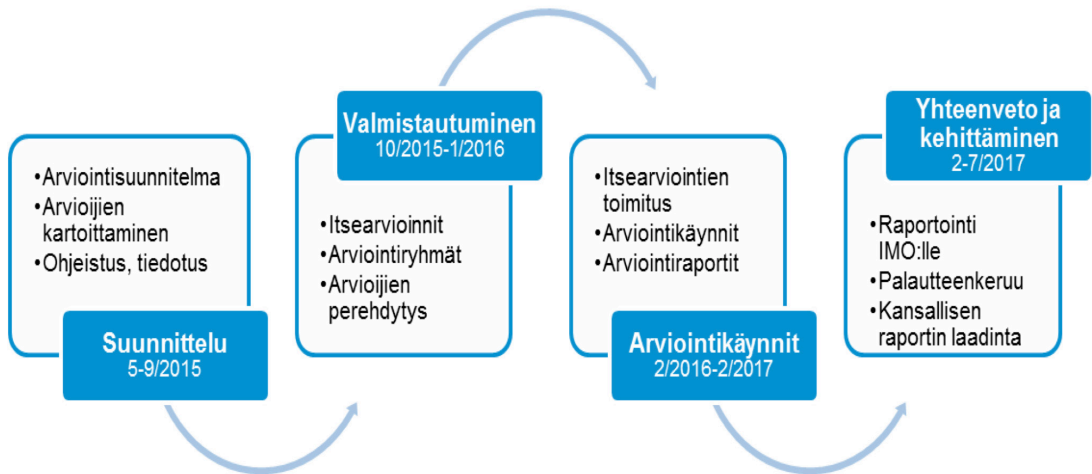 •Arviointisuunnitelma
•Arvioijien
kartoittaminen
•Ohjeistus, tiedotus
Suunnittelu
5-9/2015
Valmistautuminen
10/2015-1/2016
•Itsearvioinnit
•Arviointiryhmät
•Arvioijien
perehdytys
•Itsearviointien
toimitus
•Arviointikäynnit
•Arviointiraportit
Arviointikäynnit
2/2016-2/2017
Yhteenveto ja
kehittäminen
2-7/2017
•Raportointi
IMO:lle
•Palautteenkeruu
•Kansallisen
raportin laadinta